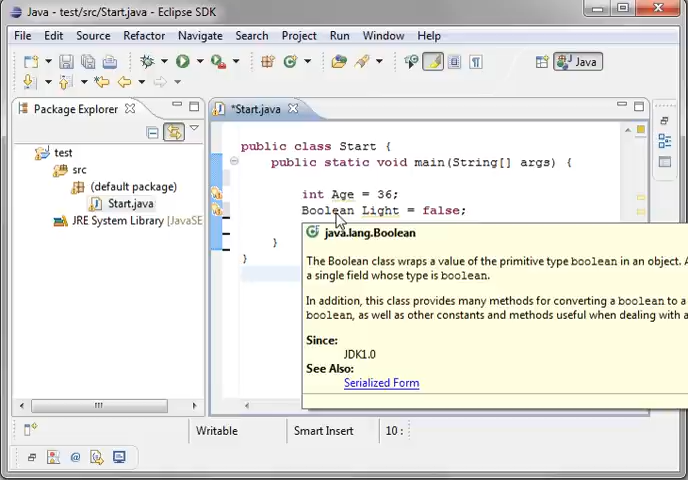 Java - test/src/Start.java - Eclipse SDK
File Edit Source Refactor Navigate Search Project Run Window Help
Java
Package Explorer
*Start.java
test
src
(default package)
Start.java
JRE System Library [JavaSE
public class Start {
public static void main(String[] args) {
int Age = 36;
Boolean Light = false;
}
}
java.lang.Boolean
The Boolean class wraps a value of the primitive type boolean in an object. A
a single field whose type is boolean.
In addition, this class provides many methods for converting a boolean to a
boolean, as well as other constants and methods useful when dealing with a
Since:
JDK1.0
See Also:
Serialized Form
Writable Smart Insert 10 :